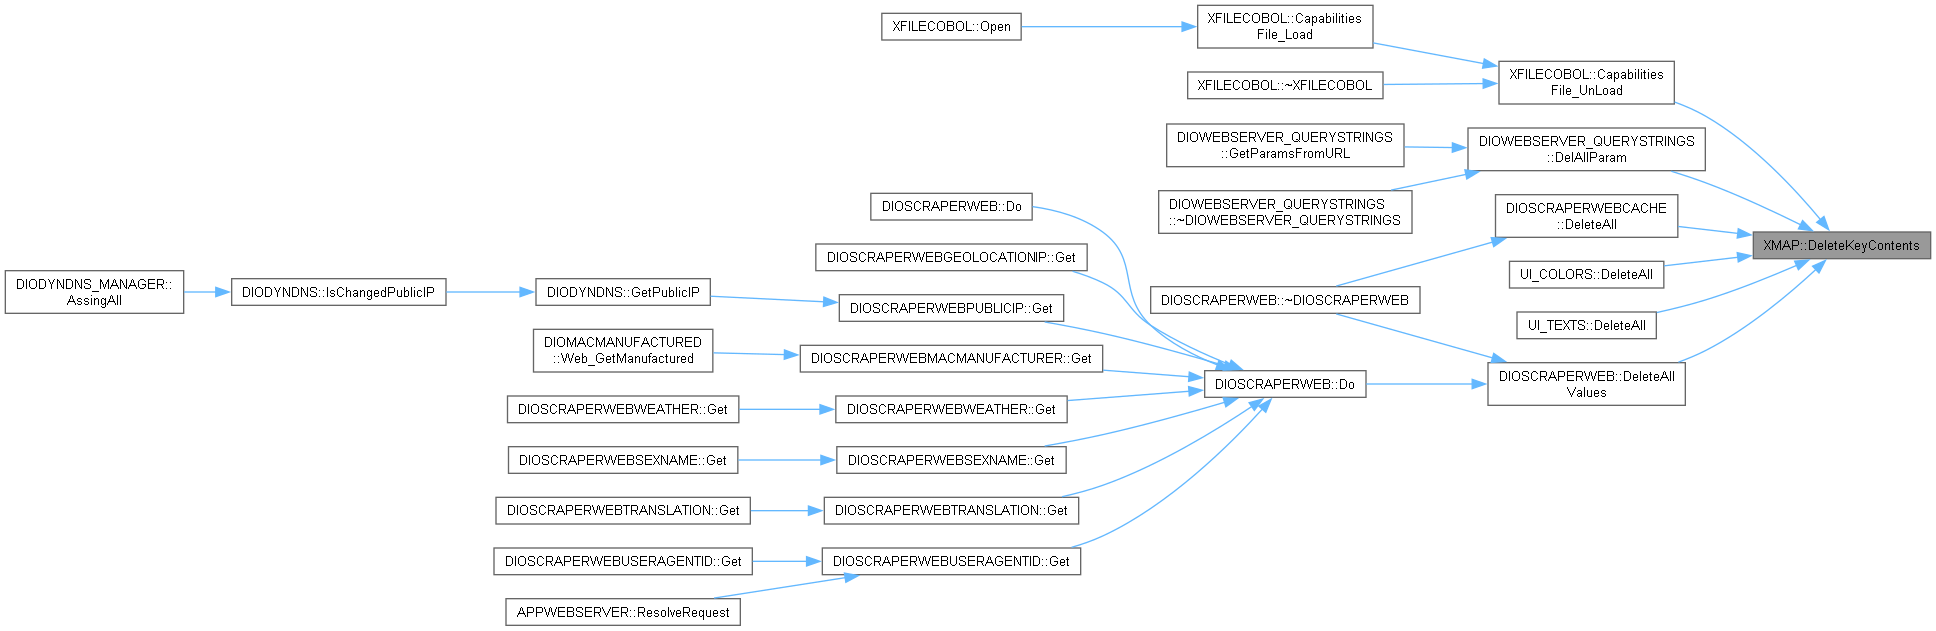 XFILECOBOL::Open
XFILECOBOL::Capabilities
File_Load
XFILECOBOL::~XFILECOBOL
XFILECOBOL::Capabilities
File_UnLoad
DIOWEBSERVER_QUERYSTRINGS
::GetParamsFromURL
DIOWEBSERVER_QUERYSTRINGS
::DelAllParam
DIOWEBSERVER_QUERYSTRINGS
::~DIOWEBSERVER_QUERYSTRINGS
DIOSCRAPERWEB::Do
DIOSCRAPERWEBCACHE
::DeleteAll
XMAP::DeleteKeyContents
DIOSCRAPERWEBGEOLOCATIONIP::Get
UI_COLORS::DeleteAll
DIODYNDNS_MANAGER::
AssingAll
DIODYNDNS::IsChangedPublicIP
DIODYNDNS::GetPublicIP
DIOSCRAPERWEBPUBLICIP::Get
DIOSCRAPERWEB::~DIOSCRAPERWEB
UI_TEXTS::DeleteAll
DIOMACMANUFACTURED
::Web_GetManufactured
DIOSCRAPERWEBMACMANUFACTURER::Get
DIOSCRAPERWEB::Do
DIOSCRAPERWEB::DeleteAll
Values
DIOSCRAPERWEBWEATHER::Get
DIOSCRAPERWEBWEATHER::Get
DIOSCRAPERWEBSEXNAME::Get
DIOSCRAPERWEBSEXNAME::Get
DIOSCRAPERWEBTRANSLATION::Get
DIOSCRAPERWEBTRANSLATION::Get
DIOSCRAPERWEBUSERAGENTID::Get
DIOSCRAPERWEBUSERAGENTID::Get
APPWEBSERVER::ResolveRequest